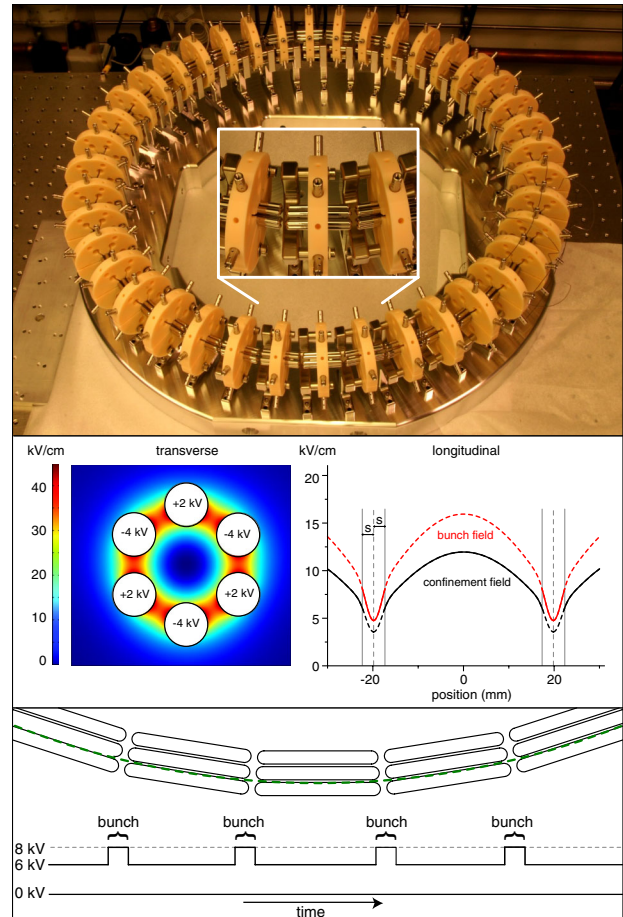 kV/cm
transverse
kV/cm
longitudinal
40
30
20
10
0
+2 kV
-4 kV
-4 kV
+2 kV
+2 kV
-4 kV
20
15
10
5
0
s
s
bunch field
confinement field
-20
0
20
position (mm)
bunch
bunch
bunch
bunch
8 kV
6 kV
0 kV
time